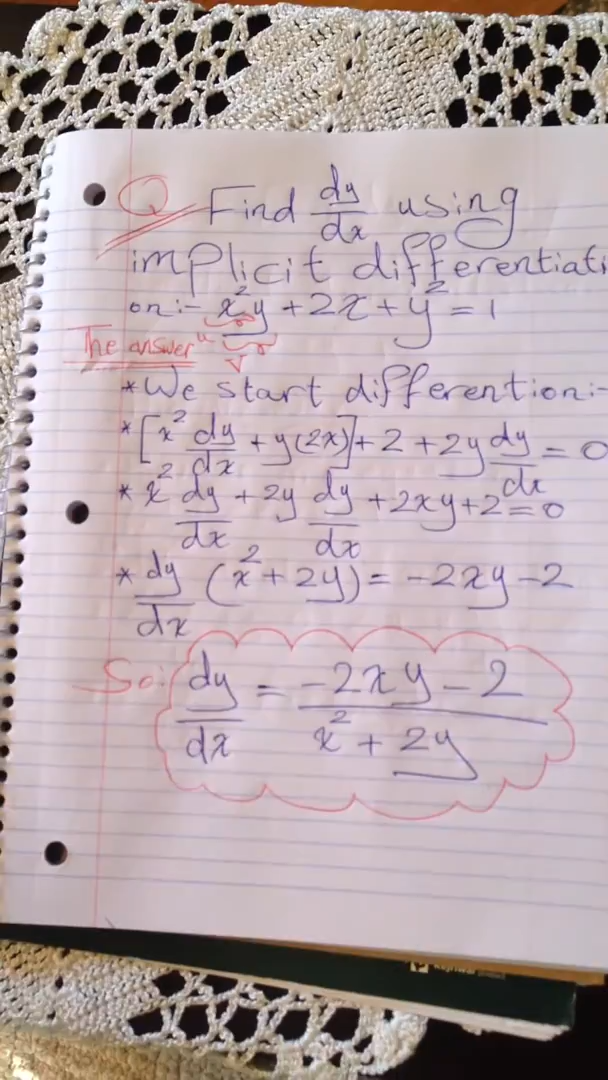 Q Find dy/dx using
implicit differentiati
on:- x²y + 2x + y² = 1
The answer" u v
*We start differention:-
*[x² dy/dx + y(2x)] + 2 + 2y dy/dx = 0
*x² dy/dx + 2y dy/dx + 2xy + 2 = 0
*dy/dx (x² + 2y) = -2xy - 2
So: dy/dx = -2xy - 2 / x² + 2y